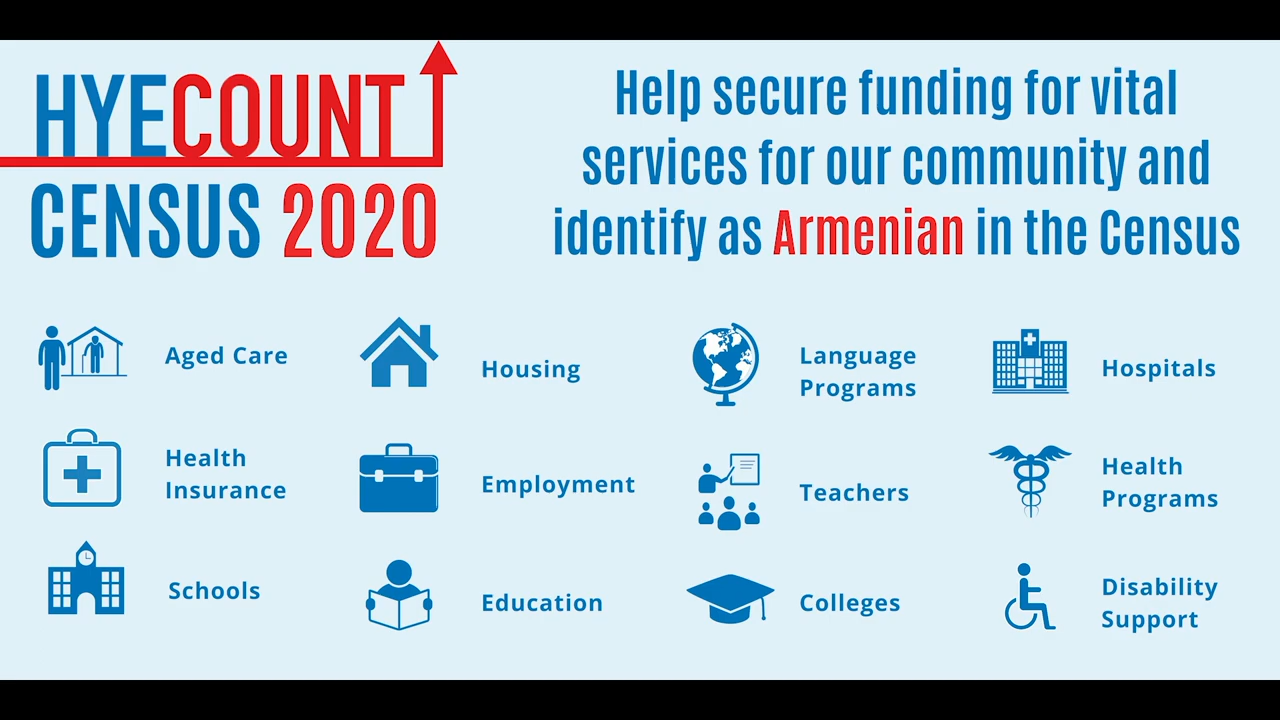 HYECOUNT
CENSUS 2020
Help secure funding for vital
services for our community and
identify as Armenian in the Census
Aged Care
Housing
Language
Programs
Hospitals
Health
Insurance
Employment
Teachers
Health
Programs
Schools
Education
Colleges
Disability
Support